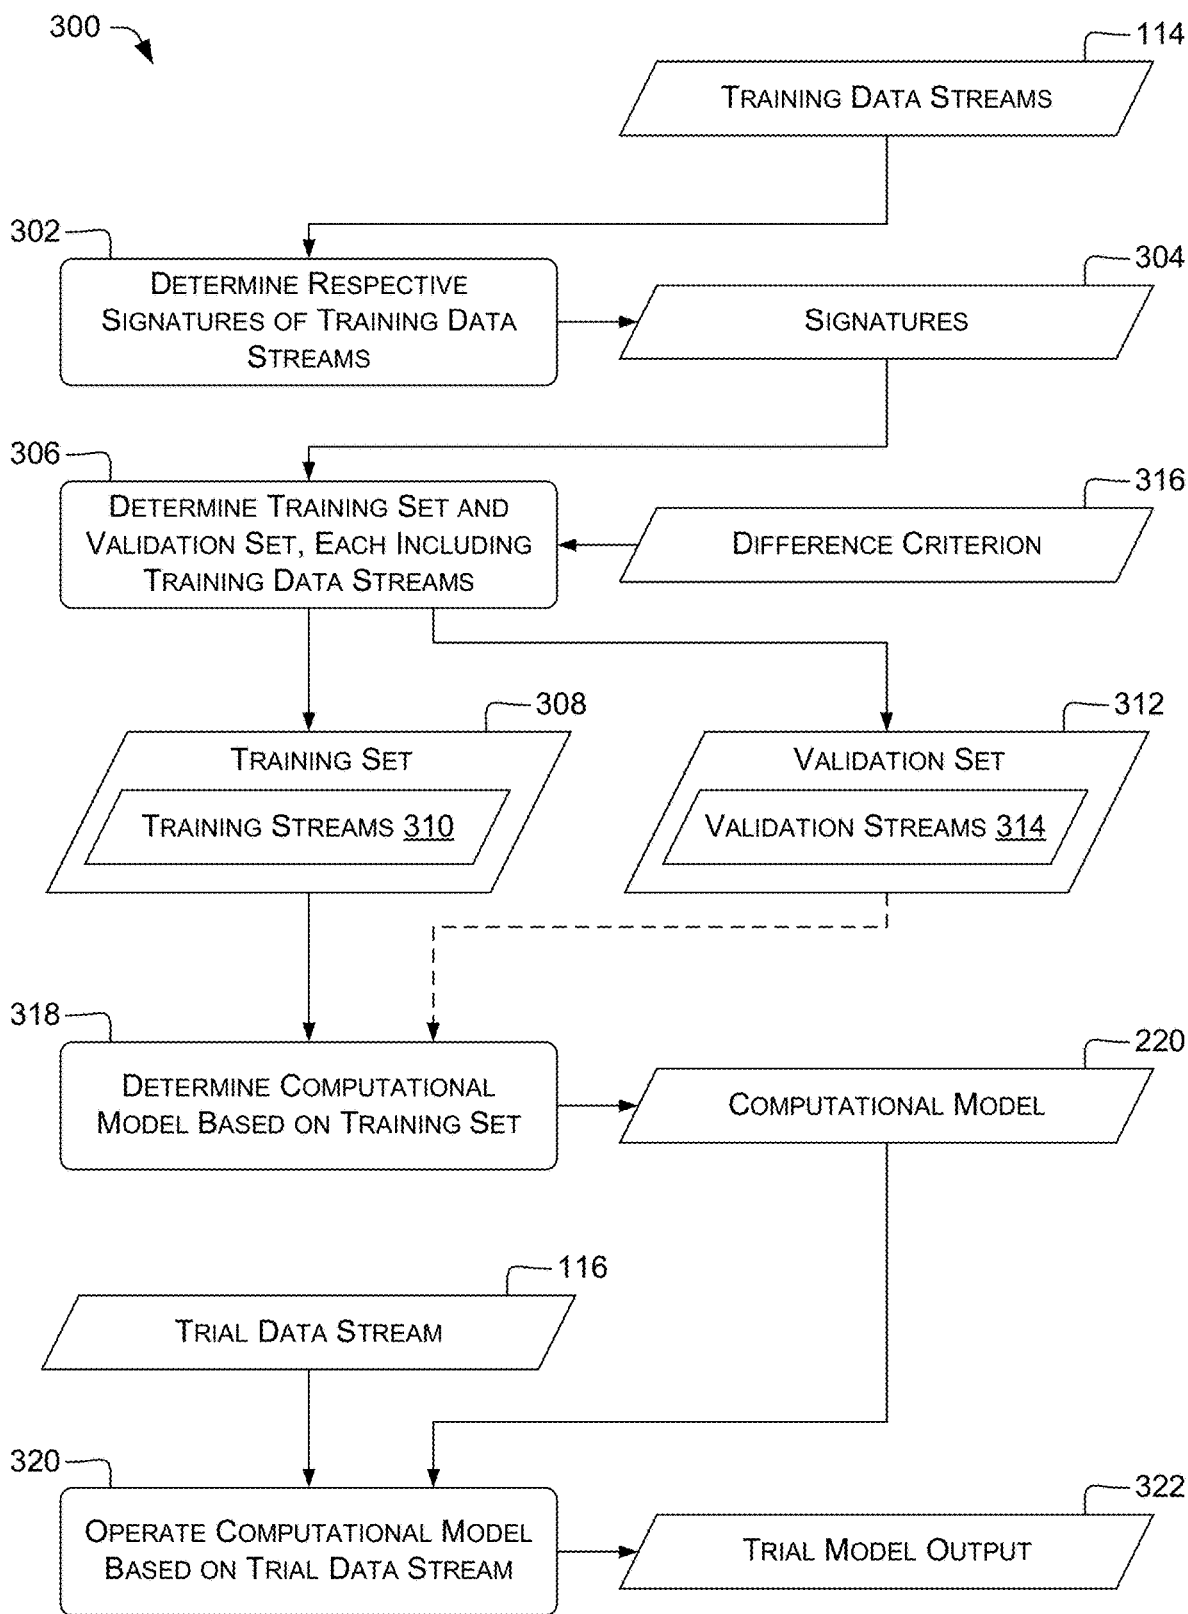 300
114
TRAINING DATA STREAMS
302
DETERMINE RESPECTIVE
SIGNATURES OF TRAINING DATA
STREAMS
304
SIGNATURES
306
DETERMINE TRAINING SET AND
VALIDATION SET, EACH INCLUDING
TRAINING DATA STREAMS
316
DIFFERENCE CRITERION
308
TRAINING SET
TRAINING STREAMS 310
312
VALIDATION SET
VALIDATION STREAMS 314
318
DETERMINE COMPUTATIONAL
MODEL BASED ON TRAINING SET
220
COMPUTATIONAL MODEL
116
TRIAL DATA STREAM
320
OPERATE COMPUTATIONAL MODEL
BASED ON TRIAL DATA STREAM
322
TRIAL MODEL OUTPUT